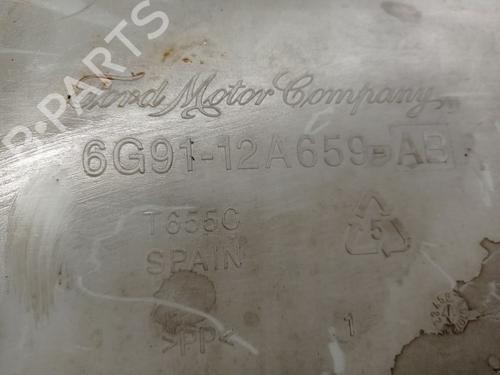 B-PARTS
Ford Motor Company
6G91-12A659-AB
T655C
5
SPAIN
>PP<
1